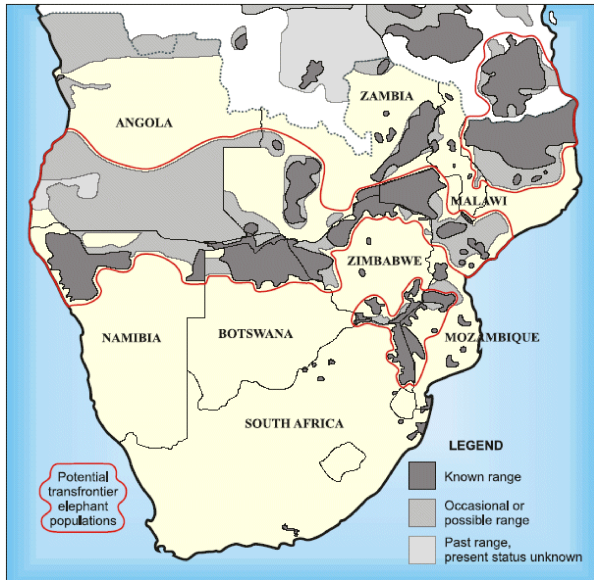 ZAMBIA
ANGOLA
MALAWI
ZIMBABWE
NAMIBIA
BOTSWANA
MOZAMBIQUE
SOUTH AFRICA
LEGEND
Known range
Occasional or
possible range
Past range,
present status unknown
Potential
transfrontier
elephant
populations